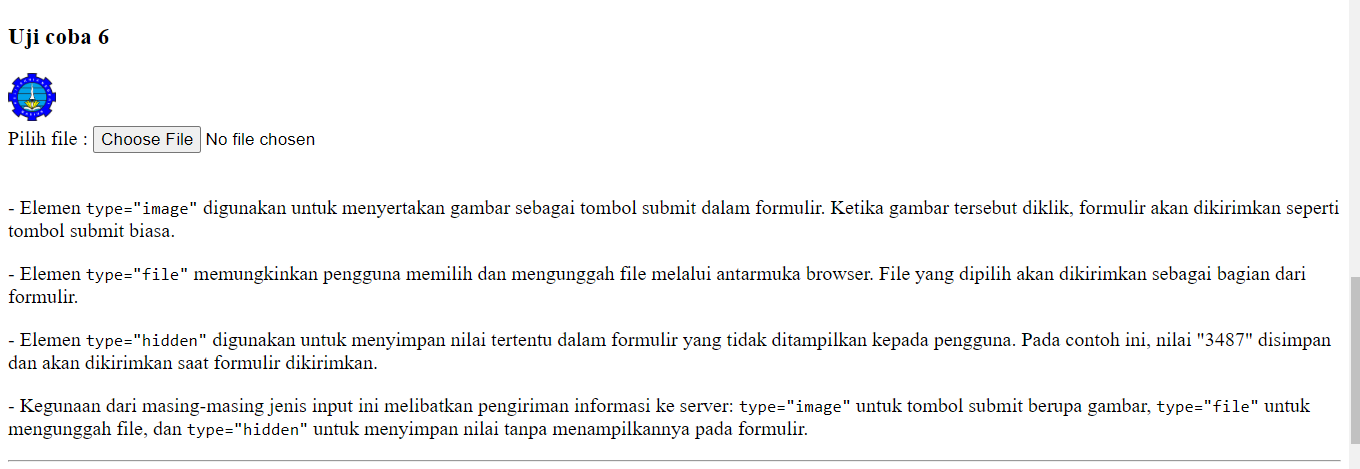 Uji coba 6
Pilih file : Choose File No file chosen
- Elemen type="image" digunakan untuk menyertakan gambar sebagai tombol submit dalam formulir. Ketika gambar tersebut diklik, formulir akan dikirimkan seperti
tombol submit biasa.
- Elemen type="file" memungkinkan pengguna memilih dan mengunggah file melalui antarmuka browser. File yang dipilih akan dikirimkan sebagai bagian dari
formulir.
- Elemen type="hidden" digunakan untuk menyimpan nilai tertentu dalam formulir yang tidak ditampilkan kepada pengguna. Pada contoh ini, nilai "3487" disimpan
dan akan dikirimkan saat formulir dikirimkan.
- Kegunaan dari masing-masing jenis input ini melibatkan pengiriman informasi ke server: type="image" untuk tombol submit berupa gambar, type="file" untuk
mengunggah file, dan type="hidden" untuk menyimpan nilai tanpa menampilkannya pada formulir.